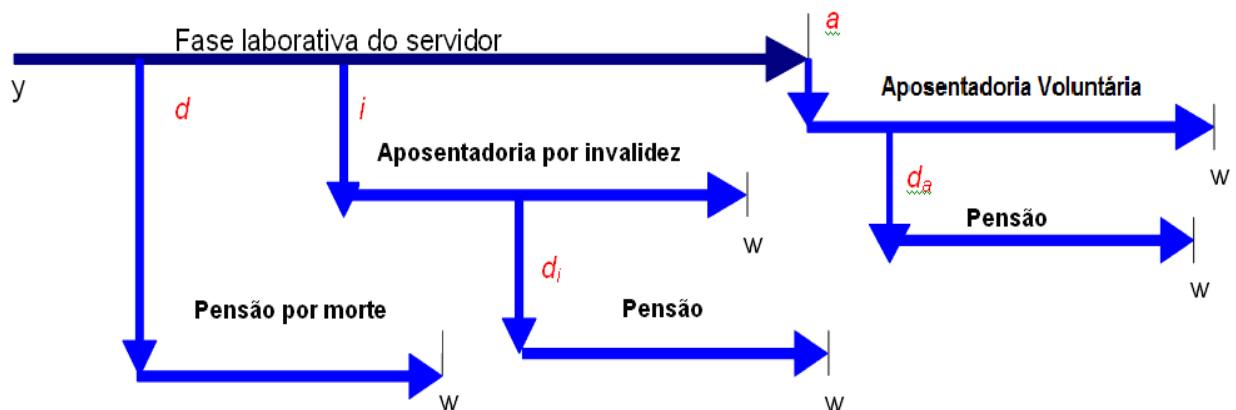 a
Fase laborativa do servidor
y
Aposentadoria Voluntária
d
i
Aposentadoria por invalidez
w
da
Pensão
w
w
di
Pensão por morte
Pensão
w
w